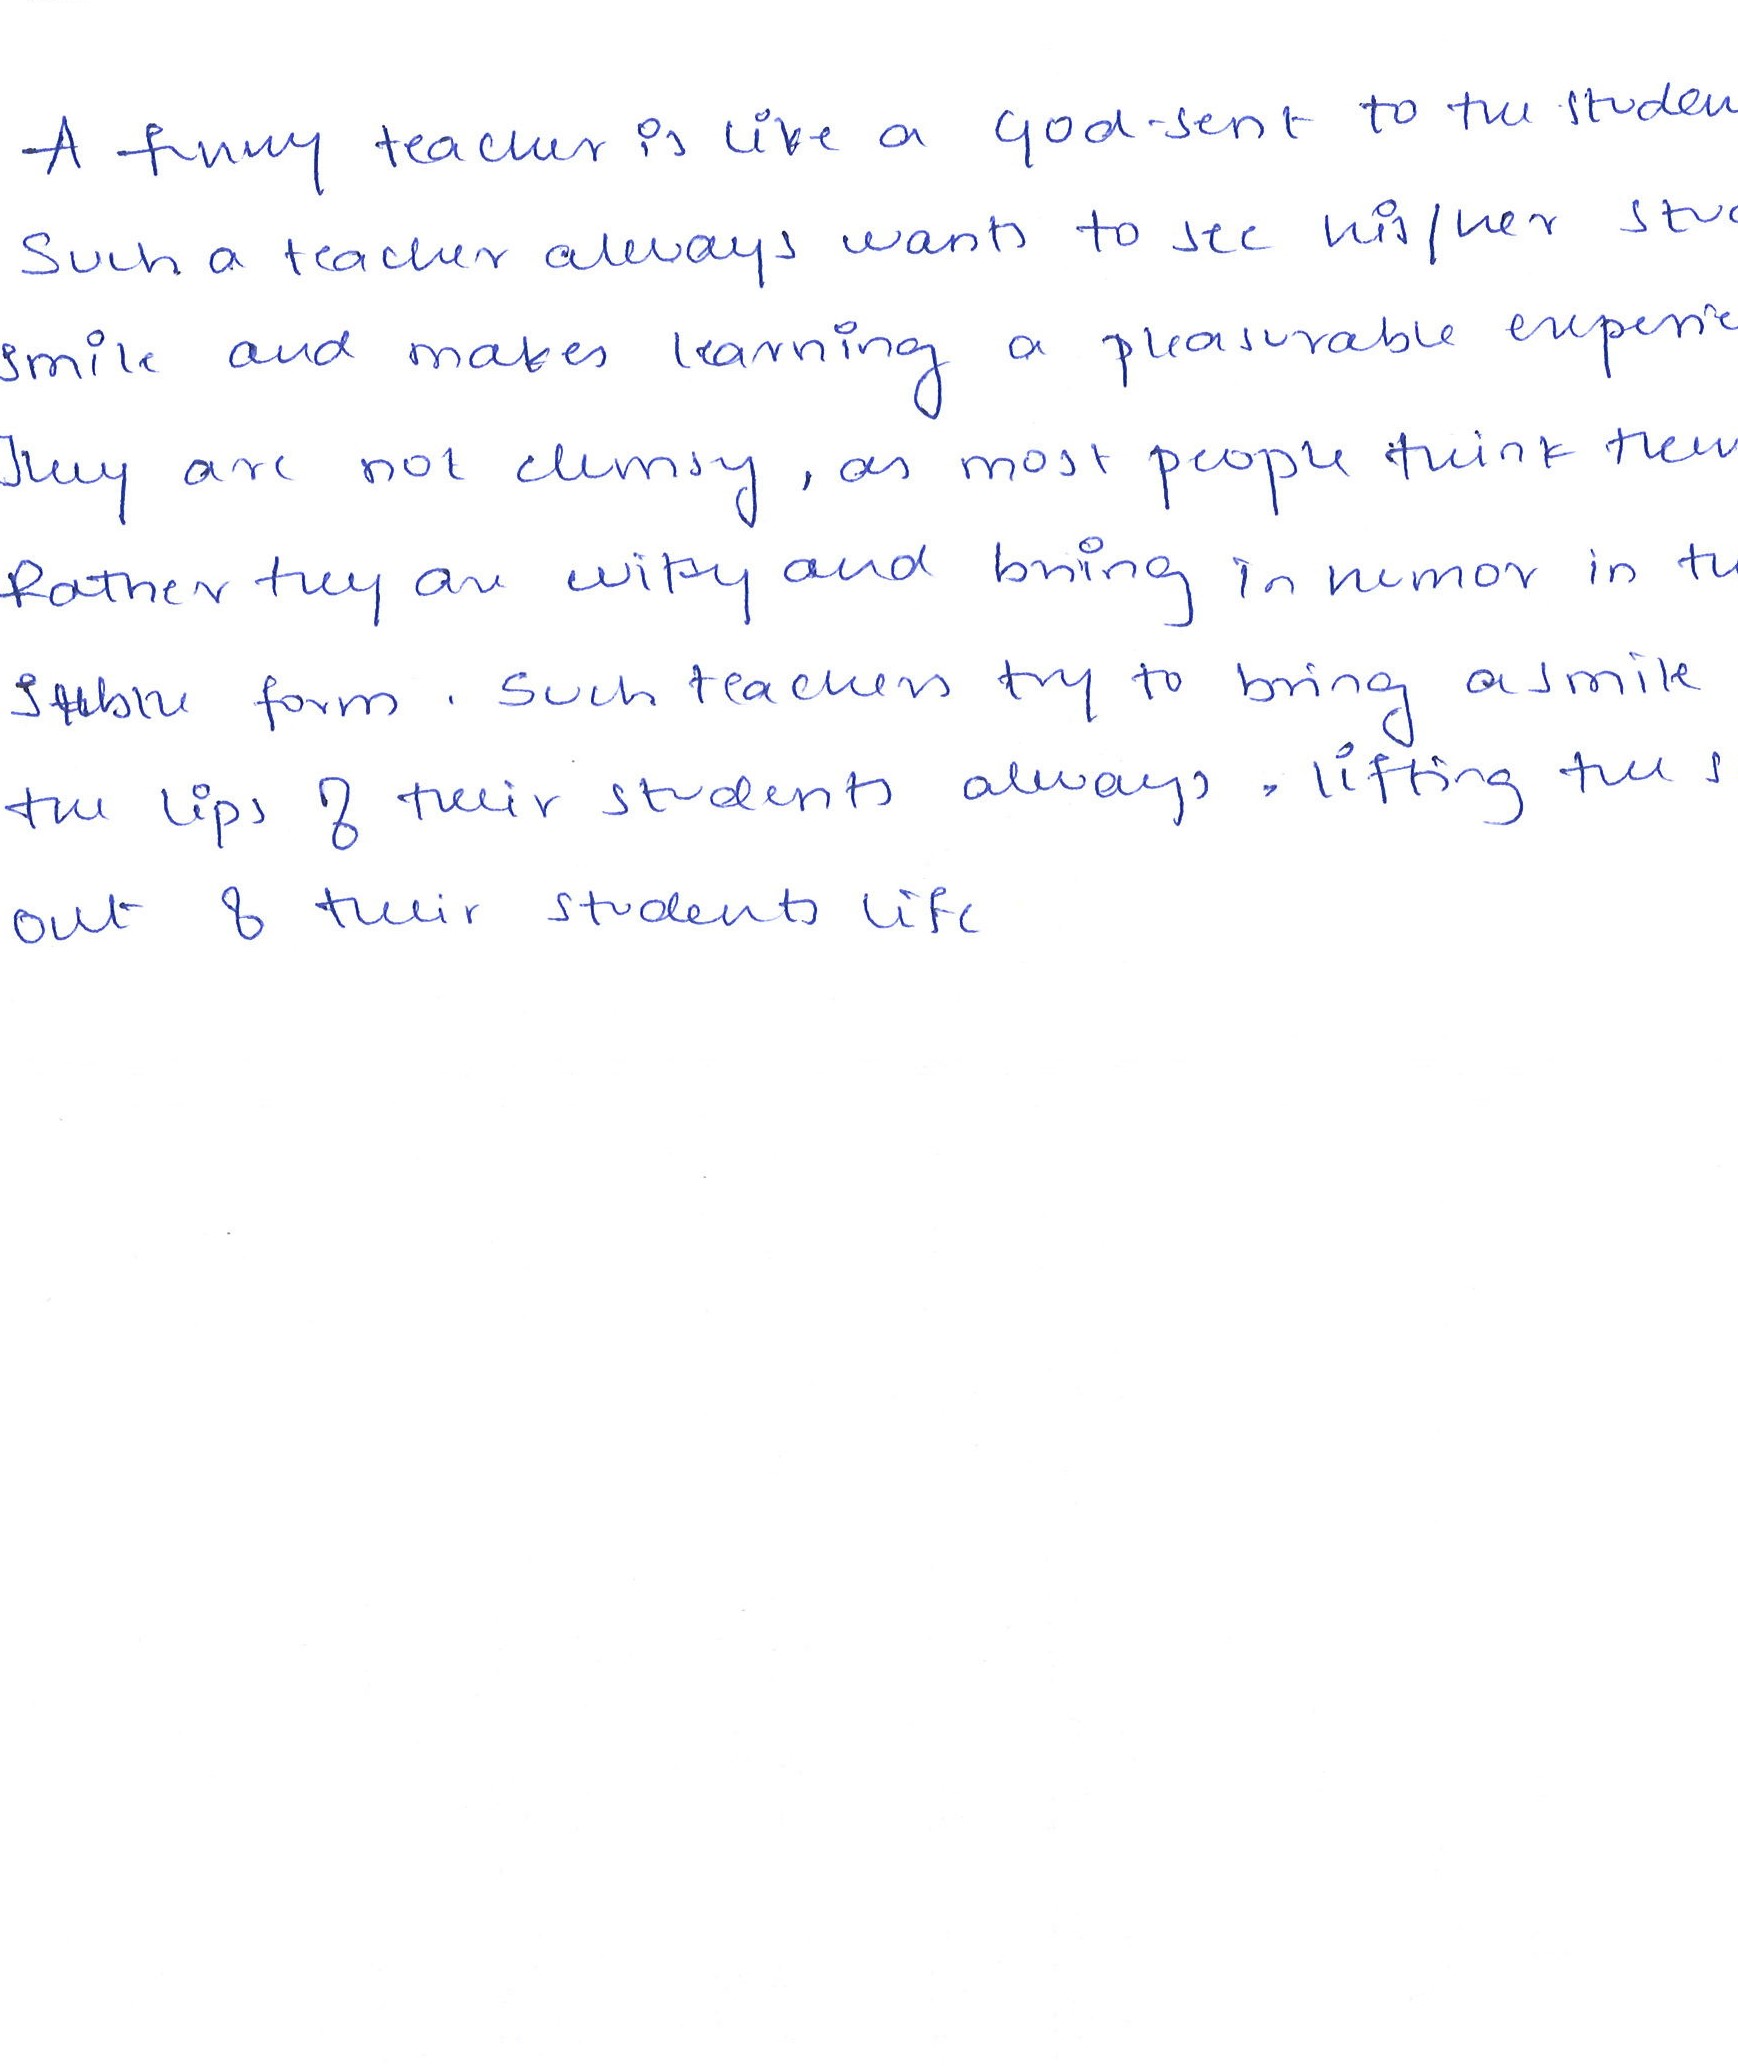 A funny teacher is like a god-sent to the studen
Such a teacher always wants to see his/her stud
smile and makes learning a pleasurable experie
They are not clumsy, as most people think them
Rather they are witty and bring in humor in the
form. Such teachers try to bring a smile
the lips of their students always. lifting the s
out of their students life